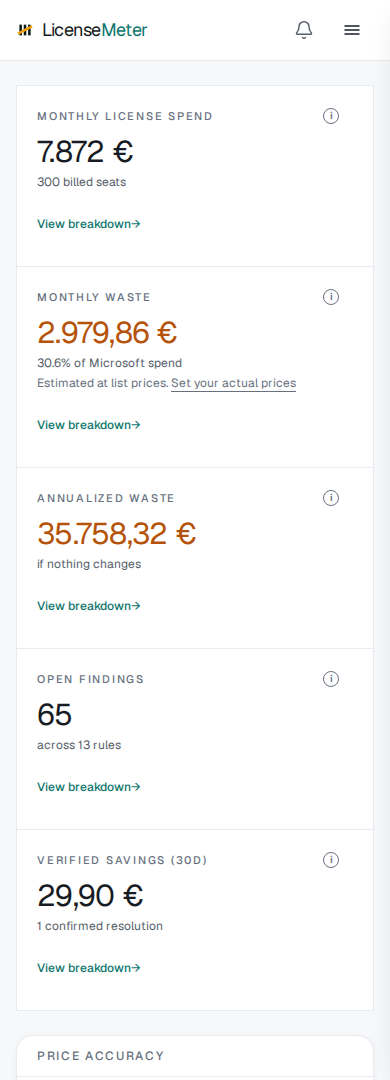 LicenseMeter
MONTHLY LICENSE SPEND
7.872 €
300 billed seats
View breakdown→
MONTHLY WASTE
2.979,86 €
30.6% of Microsoft spend
Estimated at list prices. Set your actual prices
View breakdown→
ANNUALIZED WASTE
35.758,32 €
if nothing changes
View breakdown→
OPEN FINDINGS
65
across 13 rules
View breakdown→
VERIFIED SAVINGS (30D)
29,90 €
1 confirmed resolution
View breakdown→
PRICE ACCURACY